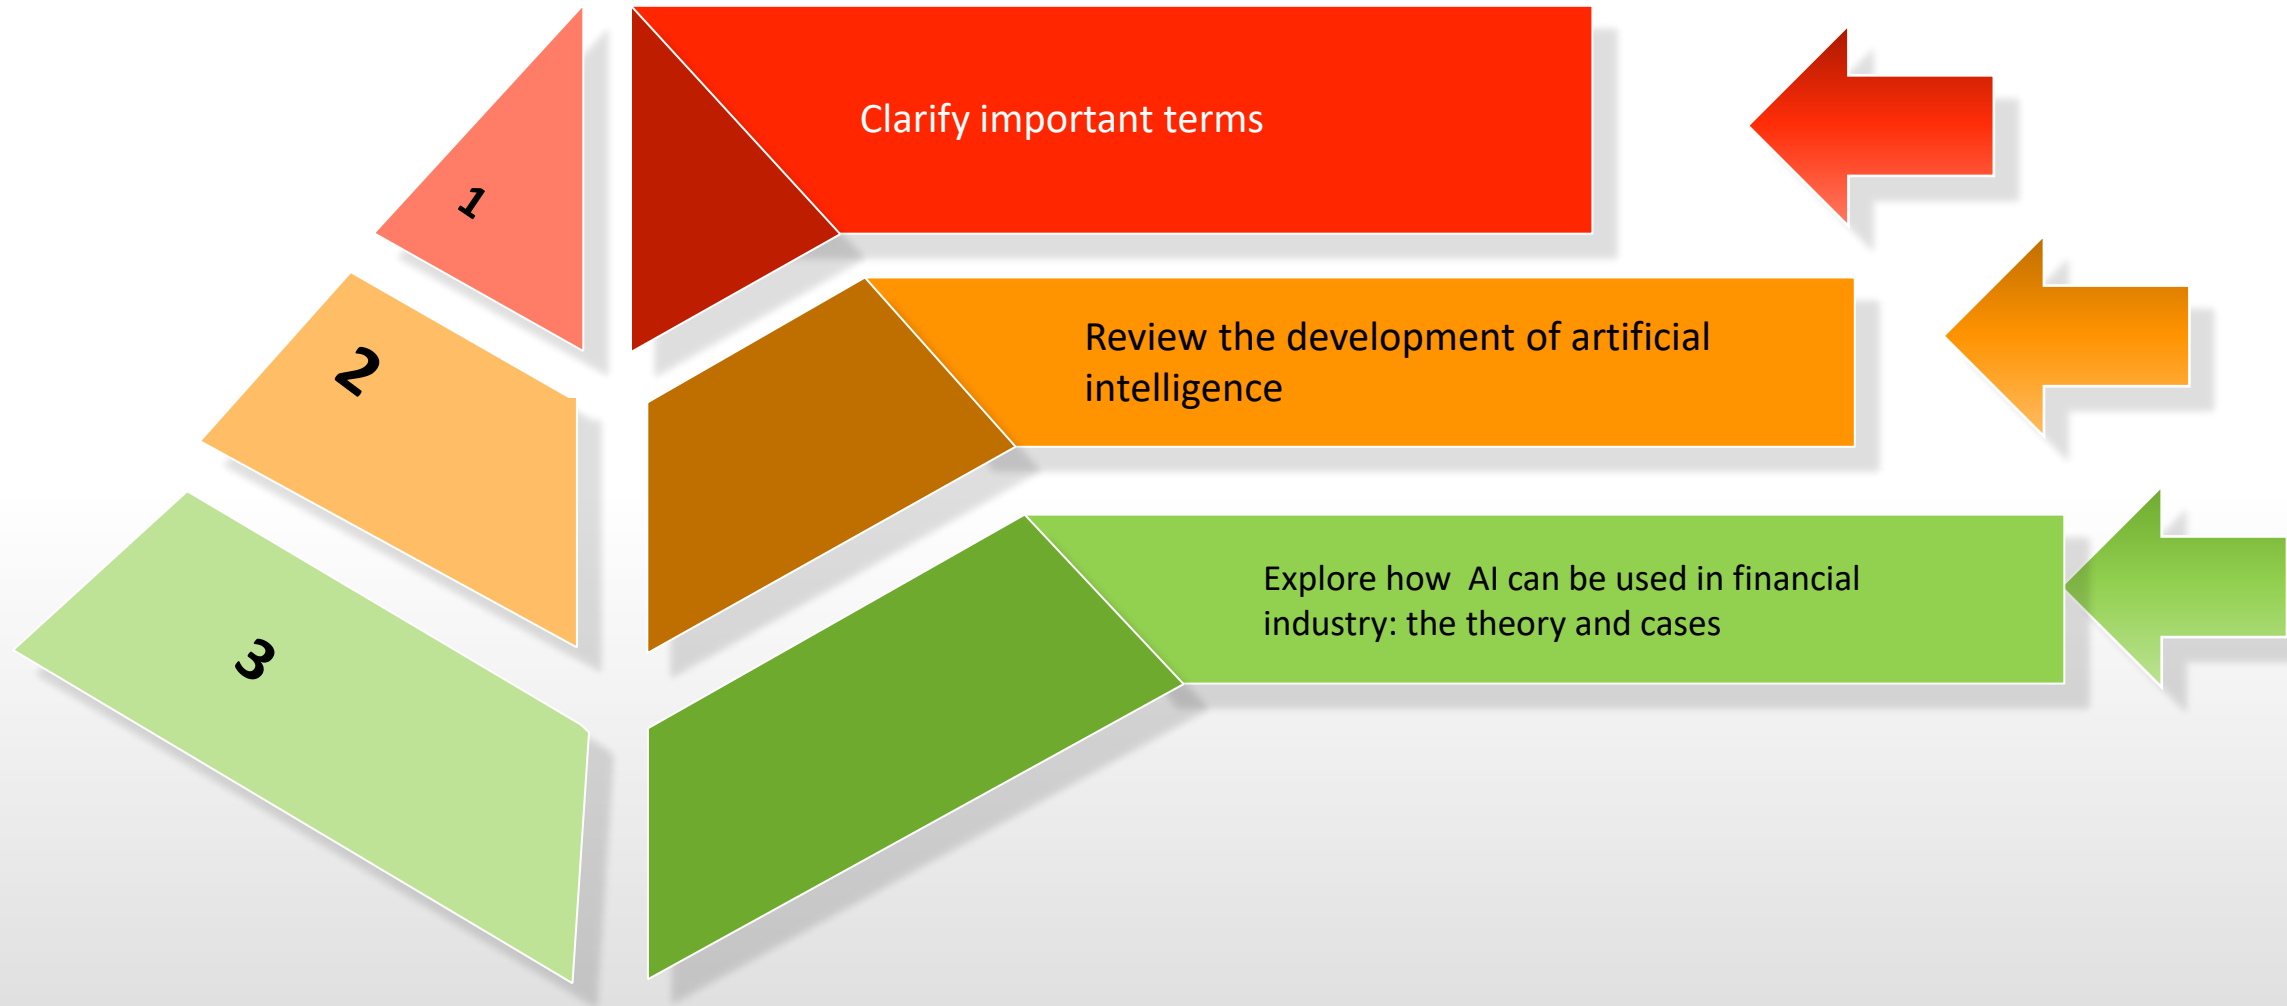 1
Clarify important terms
2
Review the development of artificial
intelligence
3
Explore how  AI can be used in financial
industry: the theory and cases